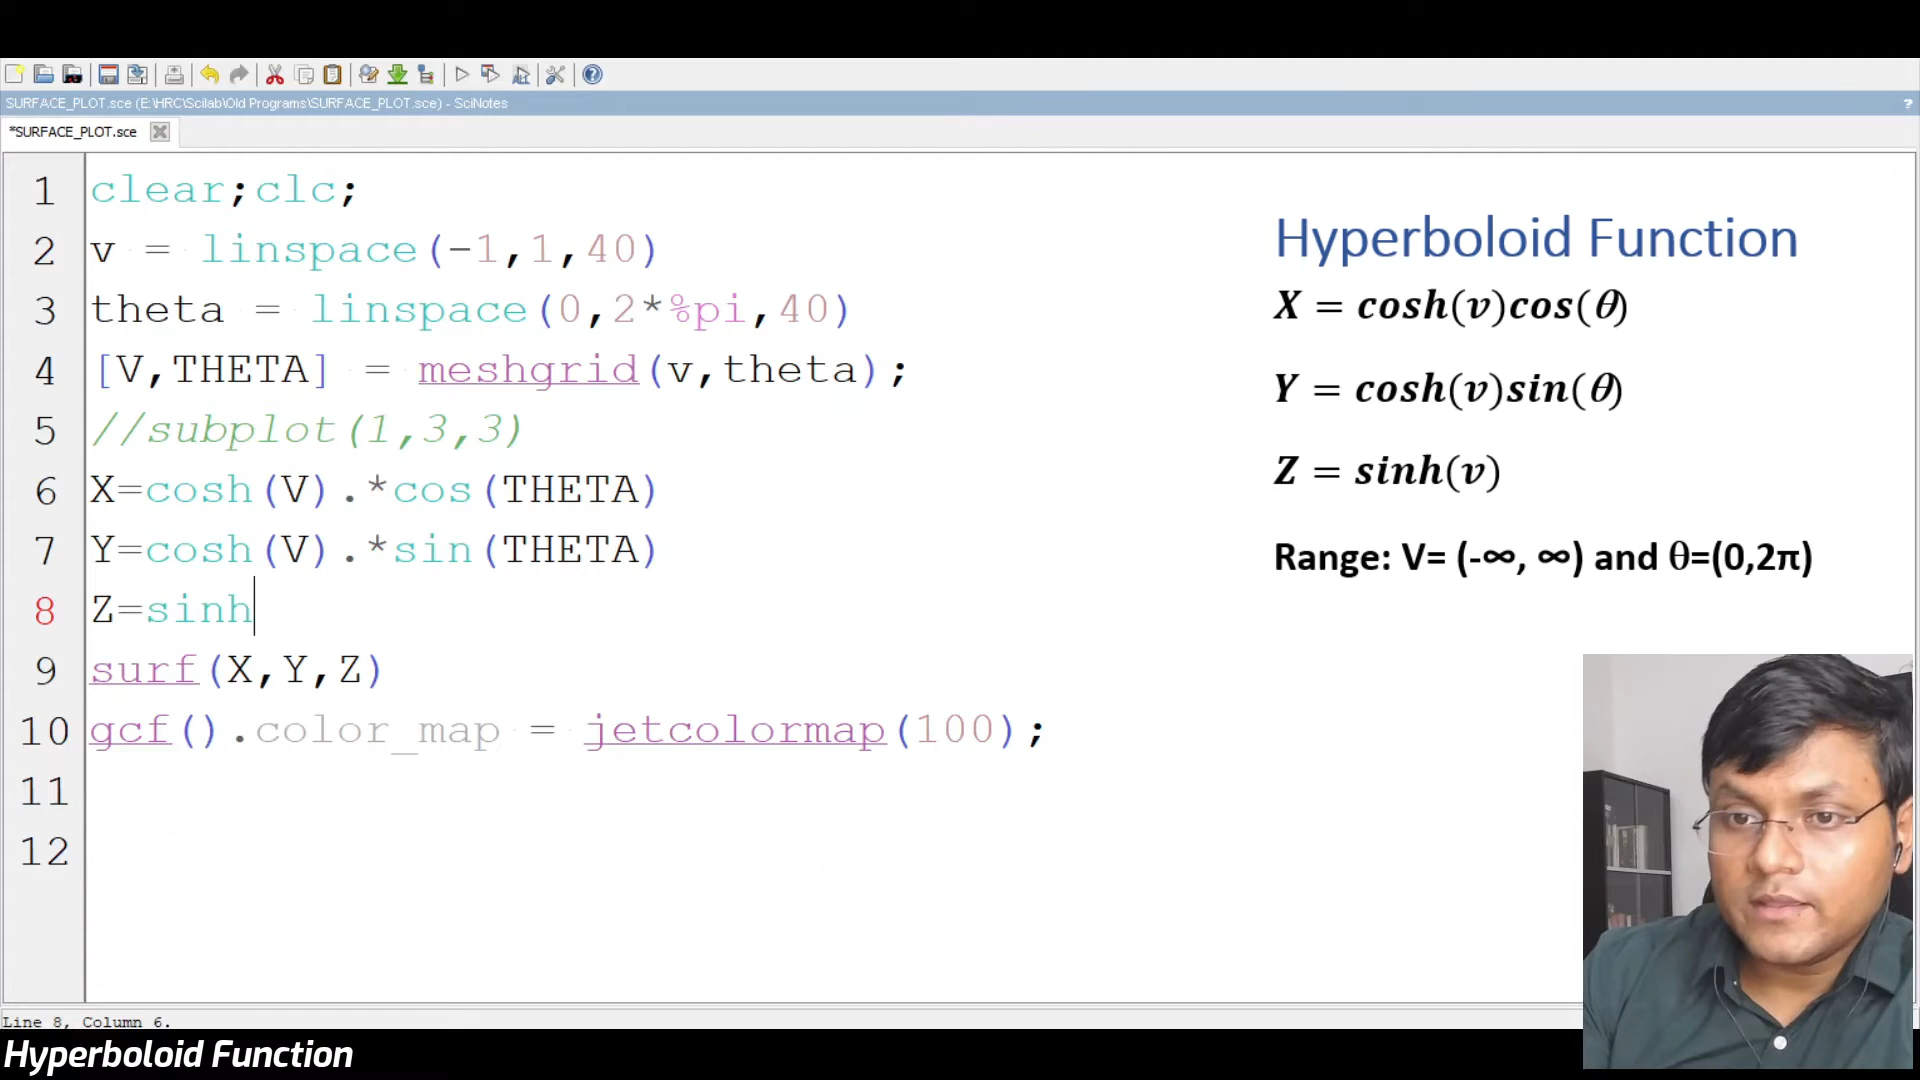 SURFACE_PLOT.sce (E:\HRC\Scilab\Old Programs\SURFACE_PLOT.sce) - SciNotes
?
*SURFACE_PLOT.sce
1 clear;clc;
2 v = linspace(-1,1,40)
3 theta = linspace(0,2*%pi,40)
4 [V,THETA] = meshgrid(v,theta);
5 //subplot(1,3,3)
6 X=cosh(V).*cos(THETA)
7 Y=cosh(V).*sin(THETA)
8 Z=sinh
9 surf(X,Y,Z)
10 gcf().color_map = jetcolormap(100);
11
12
Hyperboloid Function
X = cosh(v)cos(θ)
Y = cosh(v)sin(θ)
Z = sinh(v)
Range: V= (-∞, ∞) and θ=(0,2π)
Line 8, Column 6.
Hyperboloid Function